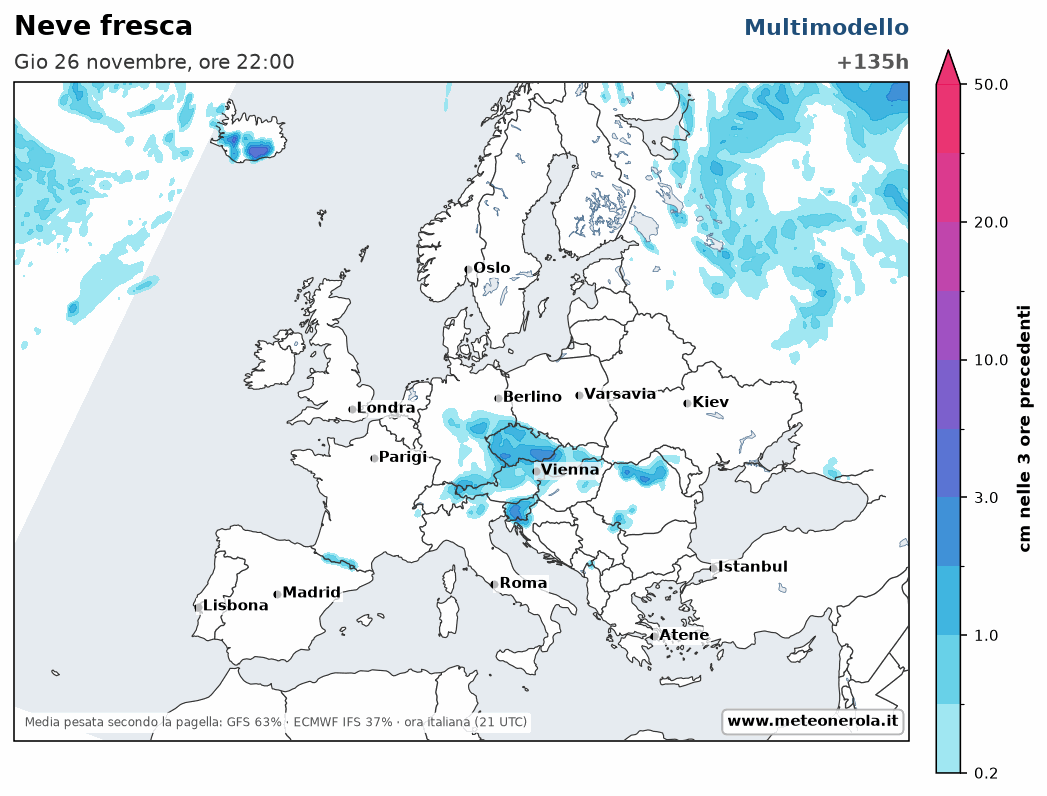 Neve fresca
Multimodello
Gio 26 novembre, ore 22:00
+135h
50.0
20.0
10.0
3.0
1.0
0.2
cm nelle 3 ore precedenti
Oslo
Berlino
Varsavia
Kiev
Londra
Parigi
Vienna
Istanbul
Roma
Madrid
Lisbona
Atene
Media pesata secondo la pagella: GFS 63% · ECMWF IFS 37% · ora italiana (21 UTC)
www.meteonerola.it